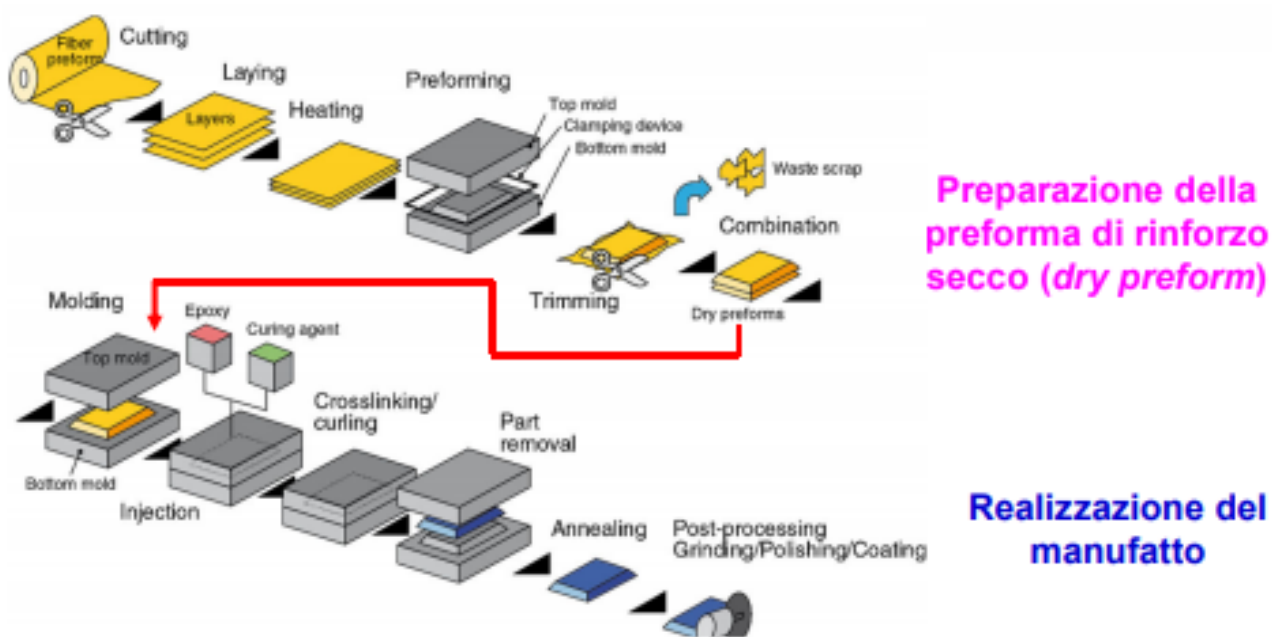 Cutting
Fiber
preform
Laying
Layers
Heating
Preforming
Top mold
Clamping device
Bottom mold
Waste scrap
Trimming
Combination
Dry preforms
Preparazione della
preforma di rinforzo
secco (dry preform)
Molding
Top mold
Bottom mold
Epoxy
Curing agent
Injection
Crosslinking/
curling
Part
removal
Annealing
Post-processing
Grinding/Polishing/Coating
Realizzazione del
manufatto